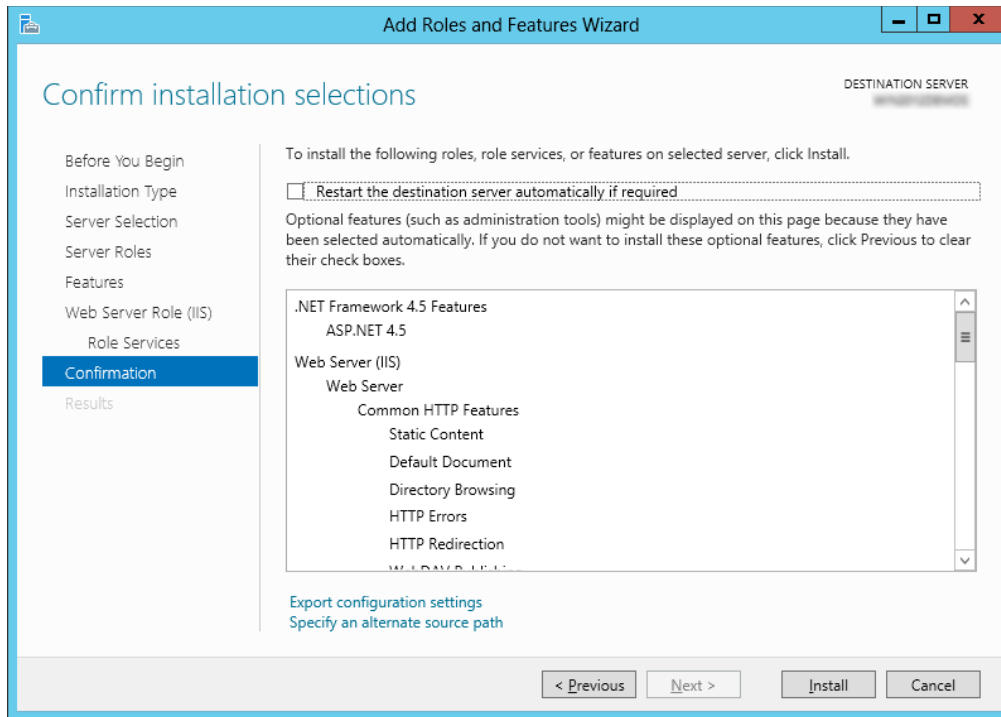 Add Roles and Features Wizard
x
Confirm installation selections
DESTINATION SERVER
Before You Begin
Installation Type
Server Selection
Server Roles
Features
Web Server Role (IIS)
Role Services
Confirmation
Results
To install the following roles, role services, or features on selected server, click Install.
Restart the destination server automatically if required
Optional features (such as administration tools) might be displayed on this page because they have
been selected automatically. If you do not want to install these optional features, click Previous to clear
their check boxes.
.NET Framework 4.5 Features
ASP.NET 4.5
Web Server (IIS)
Web Server
Common HTTP Features
Static Content
Default Document
Directory Browsing
HTTP Errors
HTTP Redirection
Export configuration settings
Specify an alternate source path
< Previous
Next >
Install
Cancel